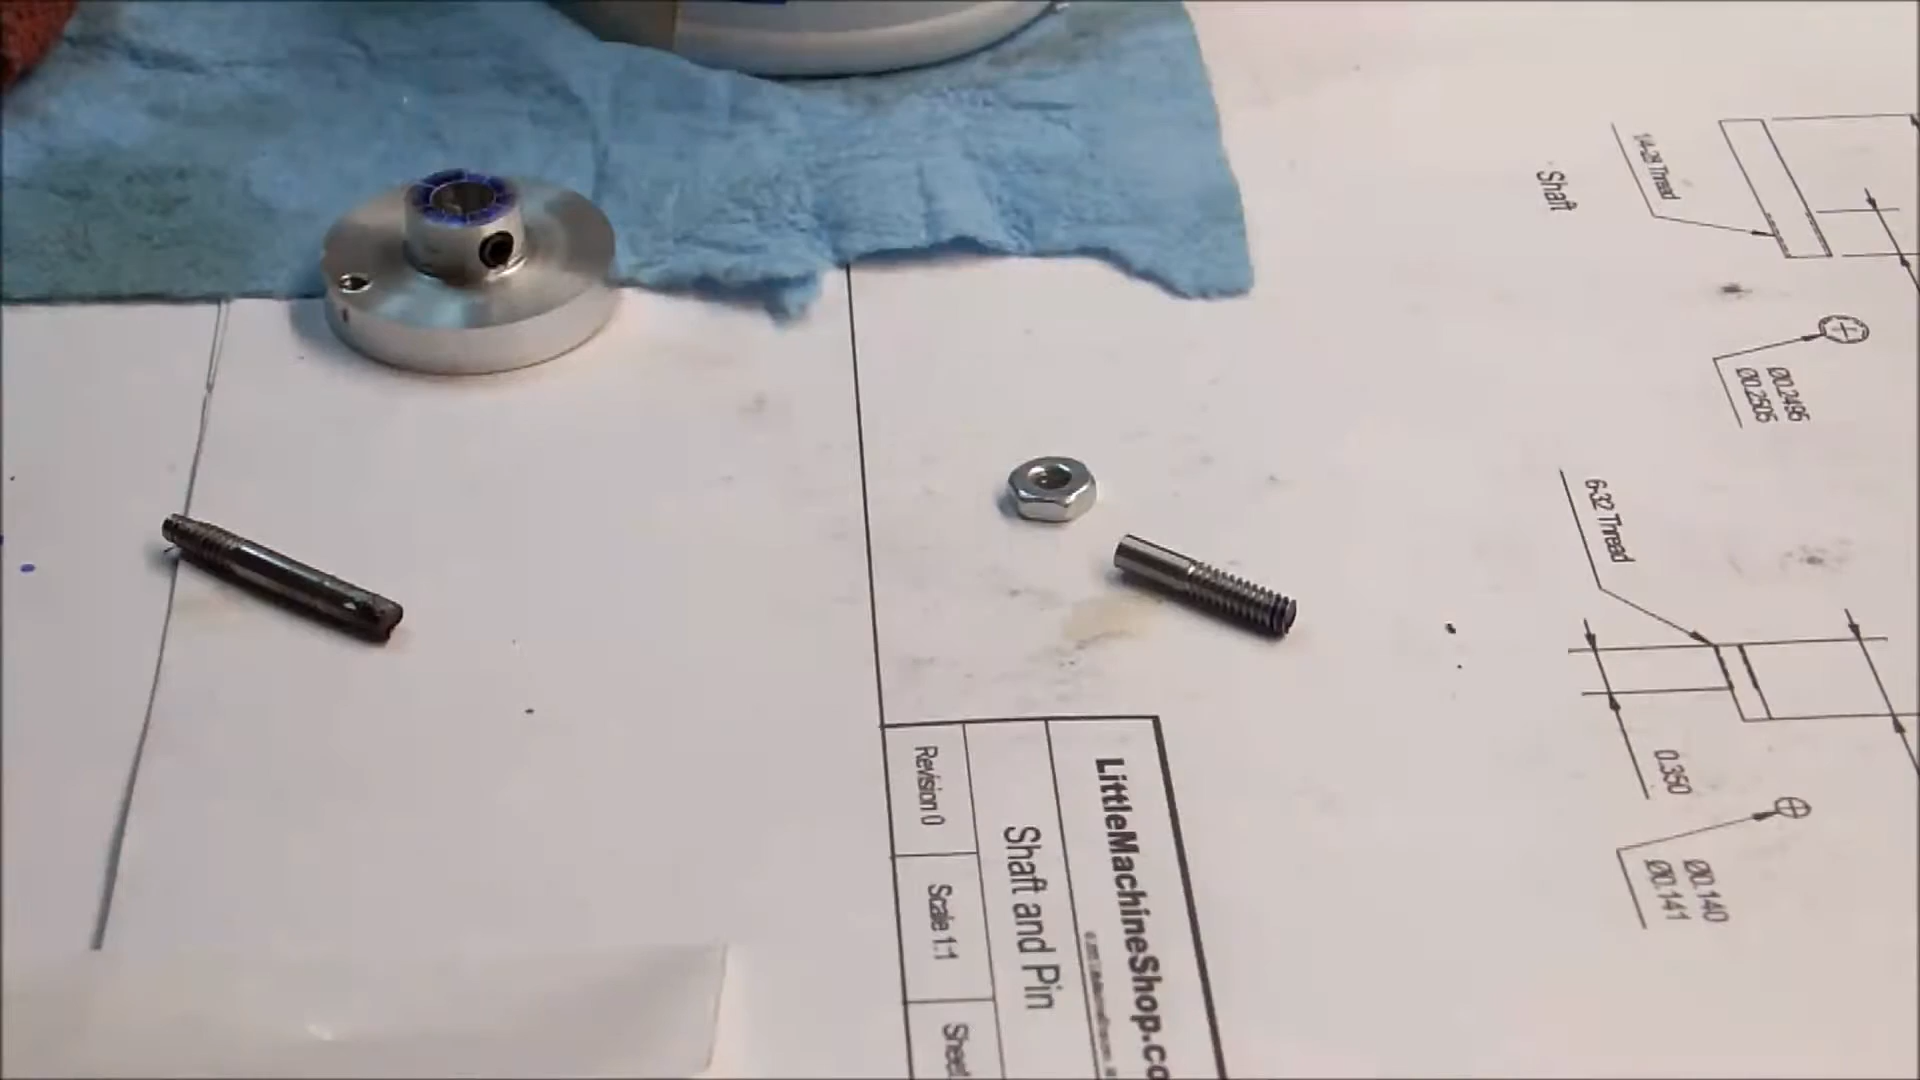 Shaft
1/4-28 Thread
Ø0.2495
Ø0.2505
6-32 Thread
0.350
Ø0.140
Ø0.141
LittleMachineShop.co
Shaft and Pin
Revision 0
Scale 1:1
Sheet